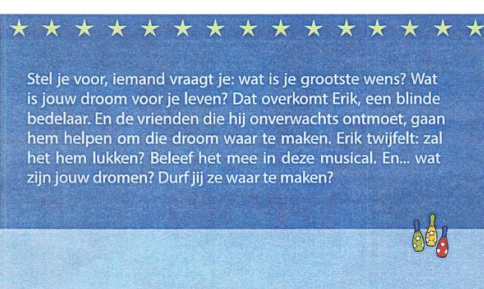 Stel je voor, iemand vraagt je: wat is je grootste wens? Wat
is jouw droom voor je leven? Dat overkomt Erik, een blinde
bedelaar. En de vrienden die hij onverwachts ontmoet, gaan
hem helpen om die droom waar te maken. Erik twijfelt: zal
het hem lukken? Beleef het mee in deze musical. En... wat
zijn jouw dromen? Durf jij ze waar te maken?